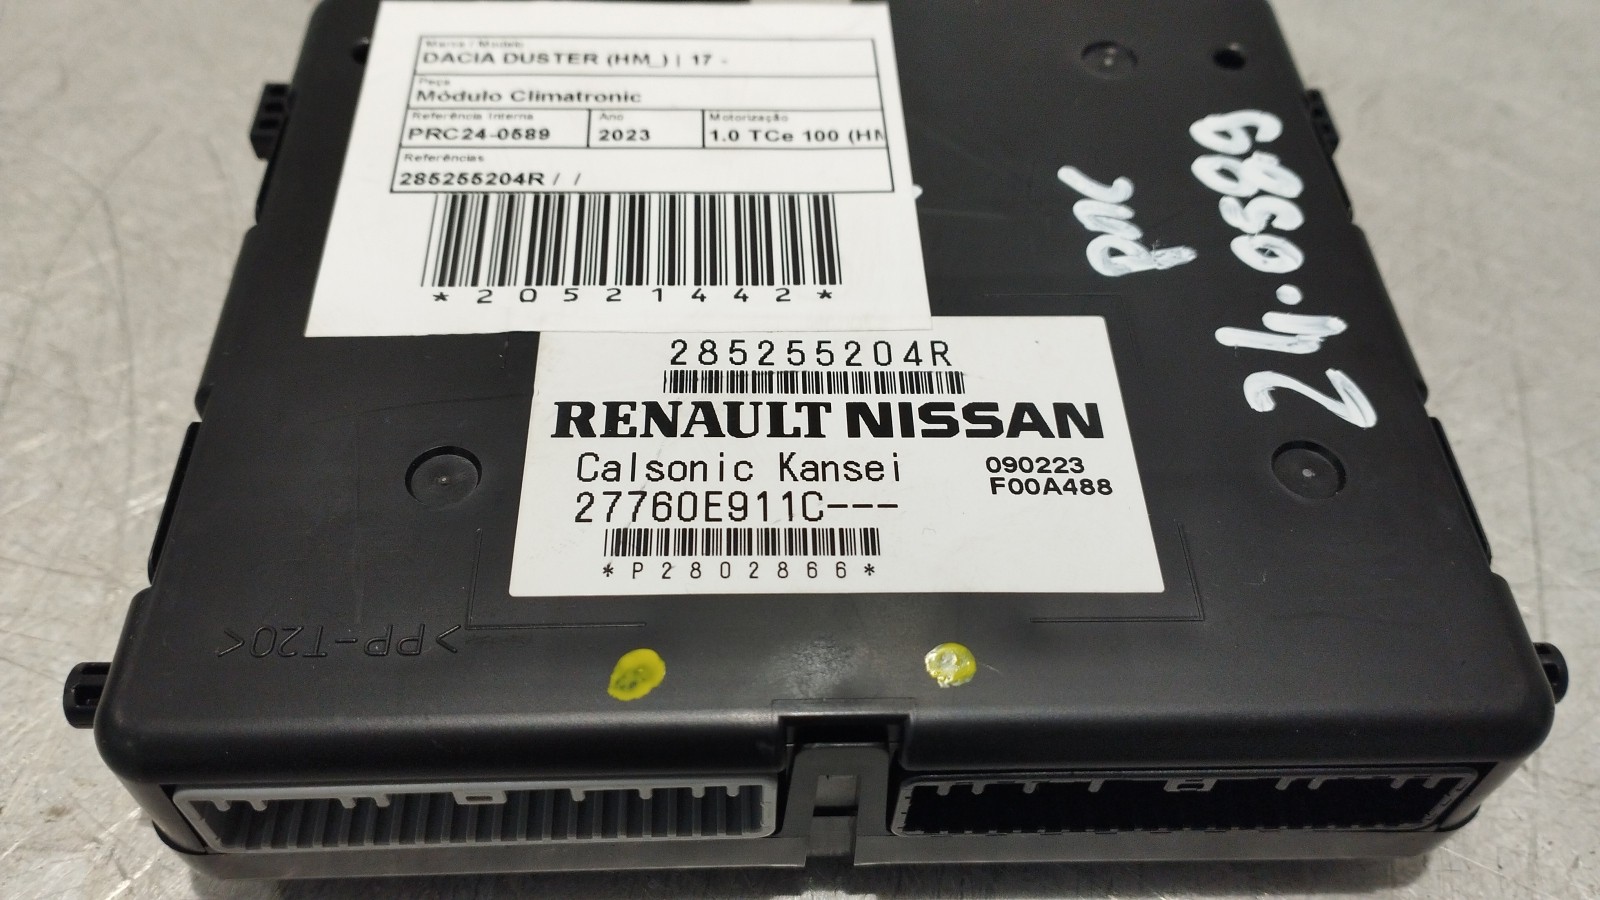 Marca / Modelo
DACIA DUSTER (HM_) | 17 -
Peça
Módulo Climatronic
Referência Interna
PRC24-0589
Ano
2023
Motorização
1.0 TCe 100 (HM
Referências
285255204R / /
*20521442*
285255204R
RENAULT NISSAN
Calsonic Kansei
27760E911C---
090223
F00A488
*P2802866*
>PP-T20<
PRC
24.0589